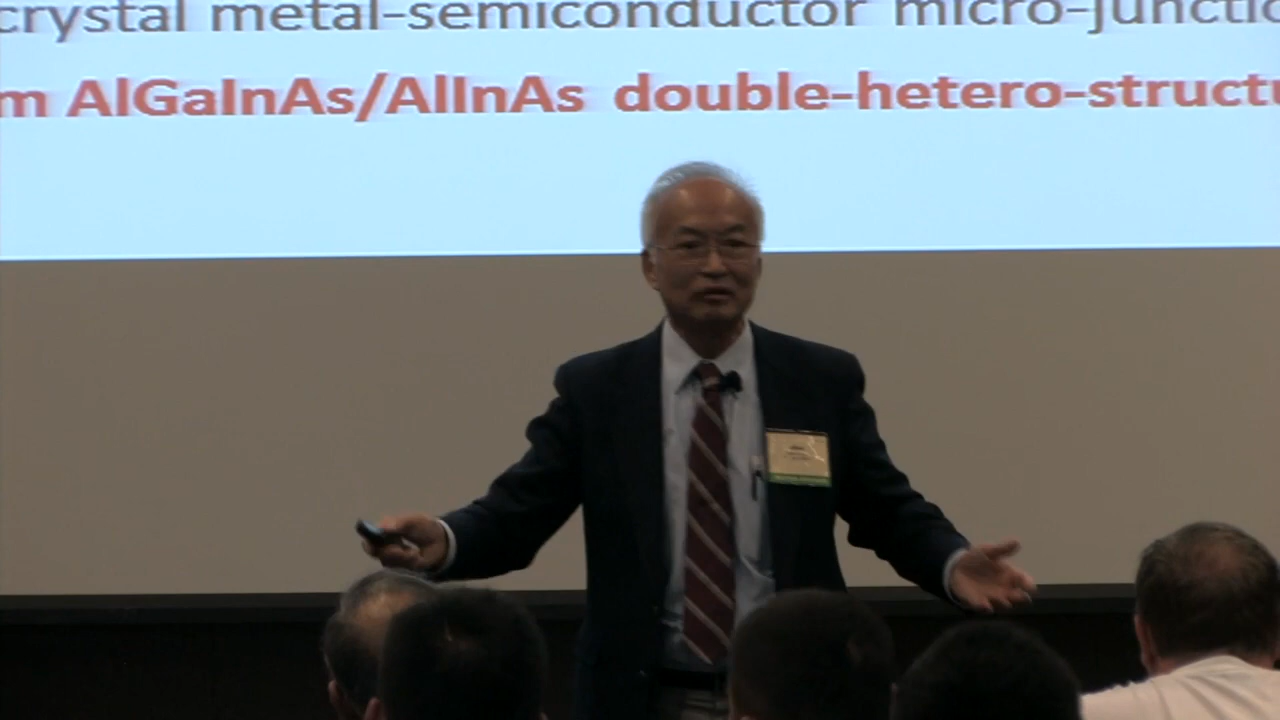 crystal metal-semiconductor micro-junctio
m AlGaInAs/AlInAs double-hetero-structu